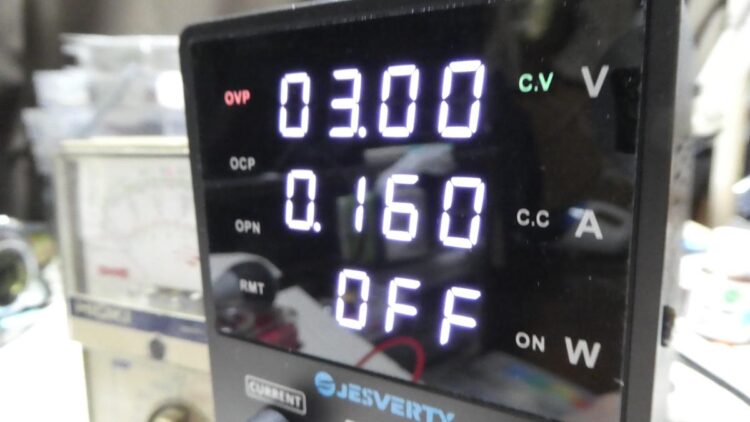 OVP 03.00 C.V V
OCP
0.160 C.C A
OPN
RMT OFF ON W
CURRENT JESVERTY